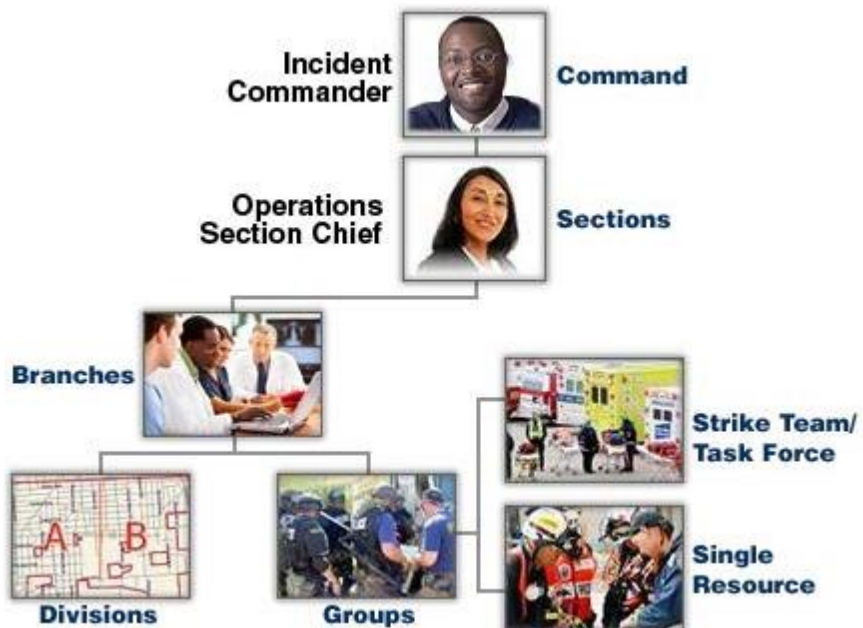 Incident
Commander
Command
Operations
Section Chief
Sections
Branches
Strike Team/
Task Force
A B
Single
Resource
Divisions
Groups